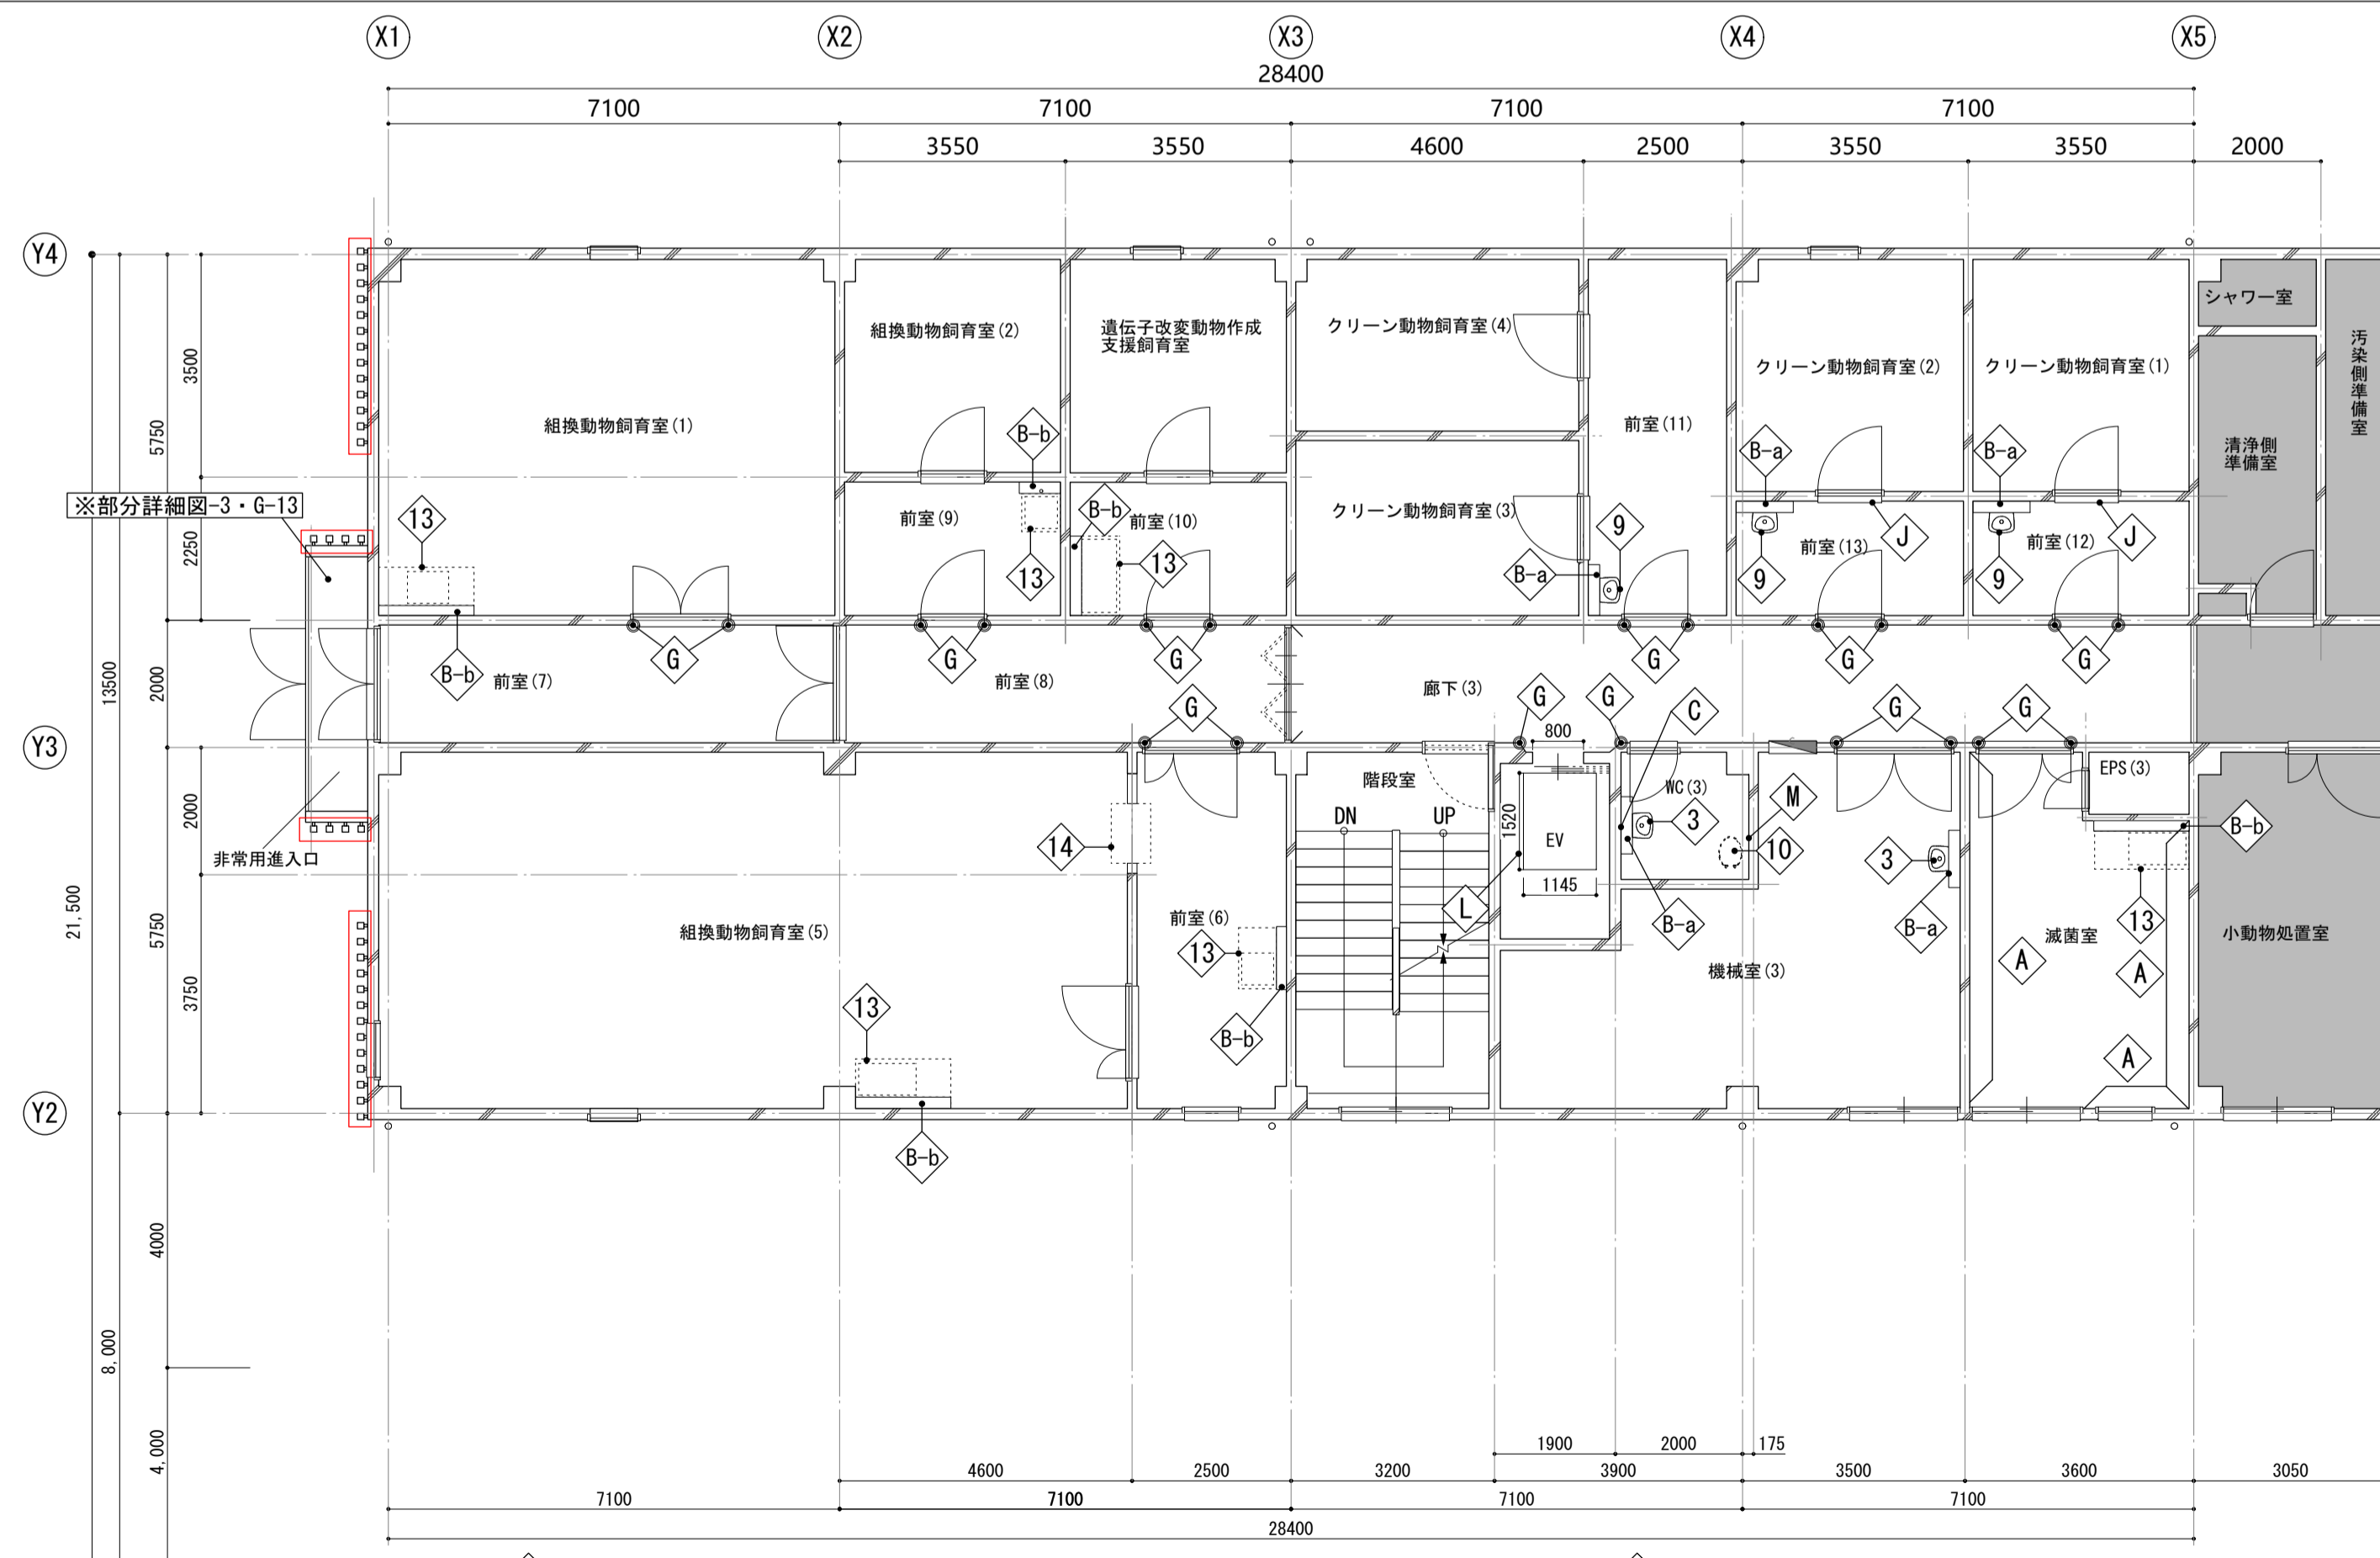 X1 X2 X3 X4 X5
28400
7100 7100 7100 7100
3550 3550 4600 2500 3550 3550 2000
Y4
Y3
Y2
3500
5750
2250
13500
2000
2000
21,500
5750
3750
4000
8,000
4,000
※部分詳細図-3・G-13
非常用進入口
組換動物飼育室(1)
組換動物飼育室(2)
遺伝子改変動物作成
支援飼育室
クリーン動物飼育室(4)
クリーン動物飼育室(3)
前室(11)
クリーン動物飼育室(2)
クリーン動物飼育室(1)
シャワー室
清浄側
準備室
汚染側準備室
13
B-b
前室(9)
B-b
13
B-b
前室(10)
13
9
B-a
B-a
9
前室(13)
J
B-a
9
前室(12)
J
B-b
前室(7)
G
前室(8)
G
G
G
廊下(3)
G
G
G
G
G
C
G
G
800
階段室
DN
UP
1520
EV
1145
L
WC(3)
3
M
10
B-a
3
B-a
機械室(3)
EPS(3)
B-b
13
滅菌室
A
A
A
小動物処置室
14
前室(6)
13
B-b
組換動物飼育室(5)
13
B-b
1900 2000 175
4600 2500 3200 3900 3500 3600 3050
7100 7100 7100 7100
28400